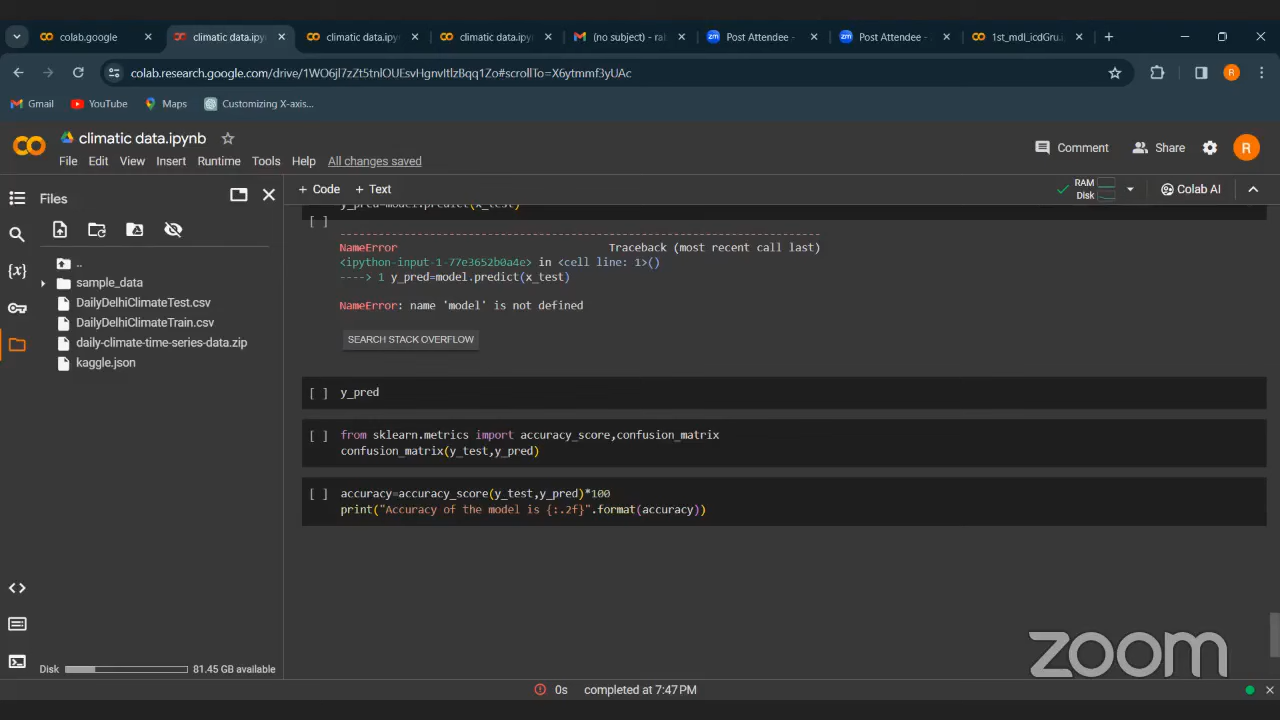 colab.google
climatic data.ipyn
climatic data.ipyn
climatic data.ipyn
(no subject) - ra
Post Attendee -
Post Attendee -
1st_mdl_icdGru.i
colab.research.google.com/drive/1WO6jl7zZt5tnlOUEsvHgnvItlzBqq1Zo#scrollTo=X6ytmmf3yUAc
R
Gmail
YouTube
Maps
Customizing X-axis...
climatic data.ipynb
File Edit View Insert Runtime Tools Help All changes saved
Comment
Share
R
Files
+ Code + Text
RAM
Disk
Colab AI
y_pred=model.predict(x_test)
[ ]
---------------------------------------------------------------------------
NameError Traceback (most recent call last)
<ipython-input-1-77e3652b0a4e> in <cell line: 1>()
----> 1 y_pred=model.predict(x_test)
NameError: name 'model' is not defined
SEARCH STACK OVERFLOW
[ ] y_pred
[ ] from sklearn.metrics import accuracy_score,confusion_matrix
confusion_matrix(y_test,y_pred)
[ ] accuracy=accuracy_score(y_test,y_pred)*100
print("Accuracy of the model is {:.2f}".format(accuracy))
..
sample_data
DailyDelhiClimateTest.csv
DailyDelhiClimateTrain.csv
daily-climate-time-series-data.zip
kaggle.json
Disk
81.45 GB available
zoom
0s completed at 7:47 PM